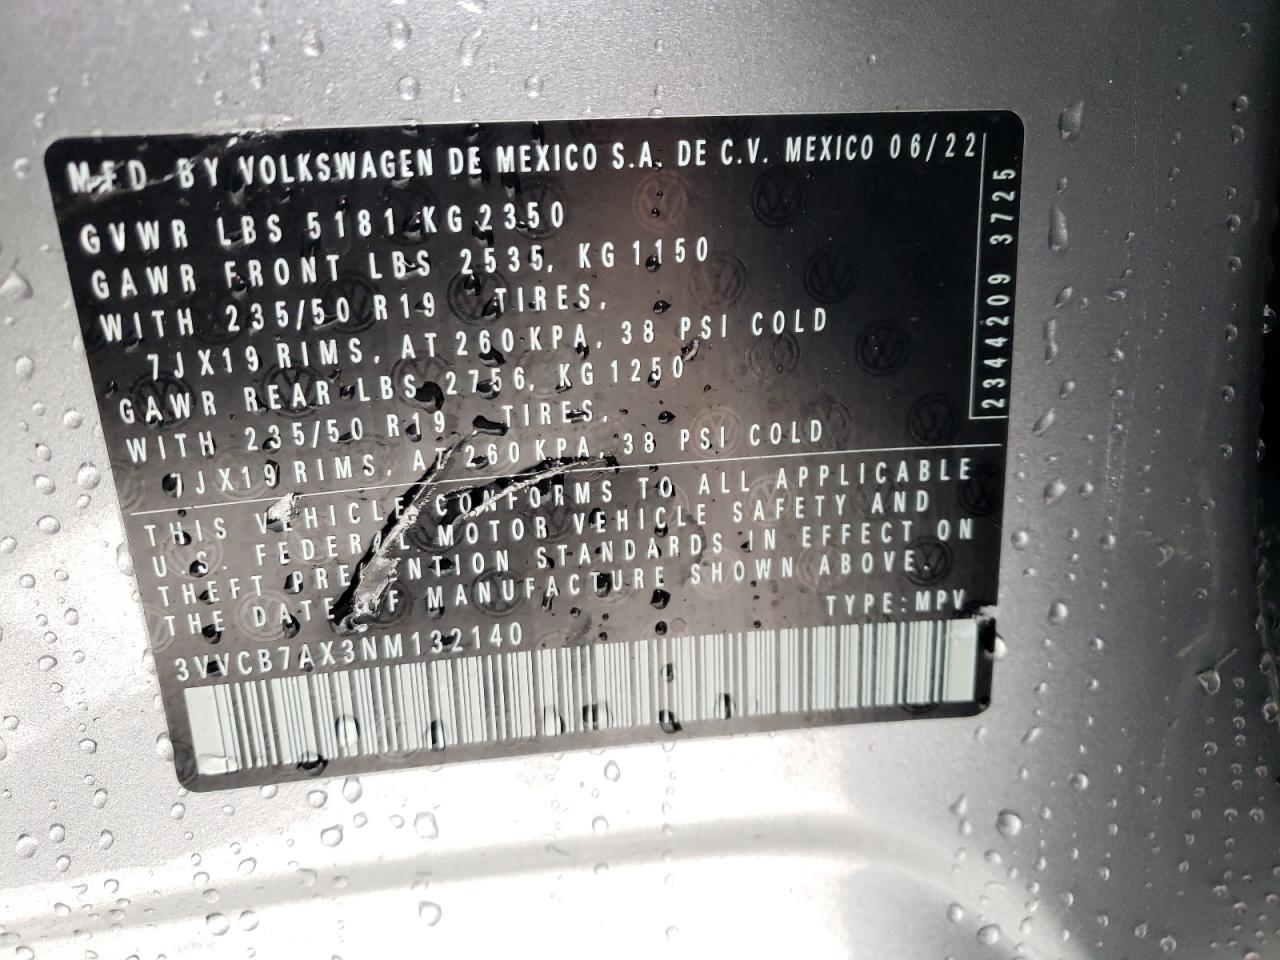 MFD BY VOLKSWAGEN DE MEXICO S.A. DE C.V. MEXICO 06/22
GVWR LBS 5181 KG 2350
GAWR FRONT LBS 2535, KG 1150
WITH 235/50 R19 TIRES,
7JX19 RIMS, AT 260 KPA, 38 PSI COLD
GAWR REAR LBS 2756, KG 1250
WITH 235/50 R19 TIRES,
7JX19 RIMS, AT 260 KPA, 38 PSI COLD
THIS VEHICLE CONFORMS TO ALL APPLICABLE
U.S. FEDERAL MOTOR VEHICLE SAFETY AND
THEFT PREVENTION STANDARDS IN EFFECT ON
THE DATE OF MANUFACTURE SHOWN ABOVE.
TYPE:MPV
3VVCB7AX3NM132140
2344209 3725